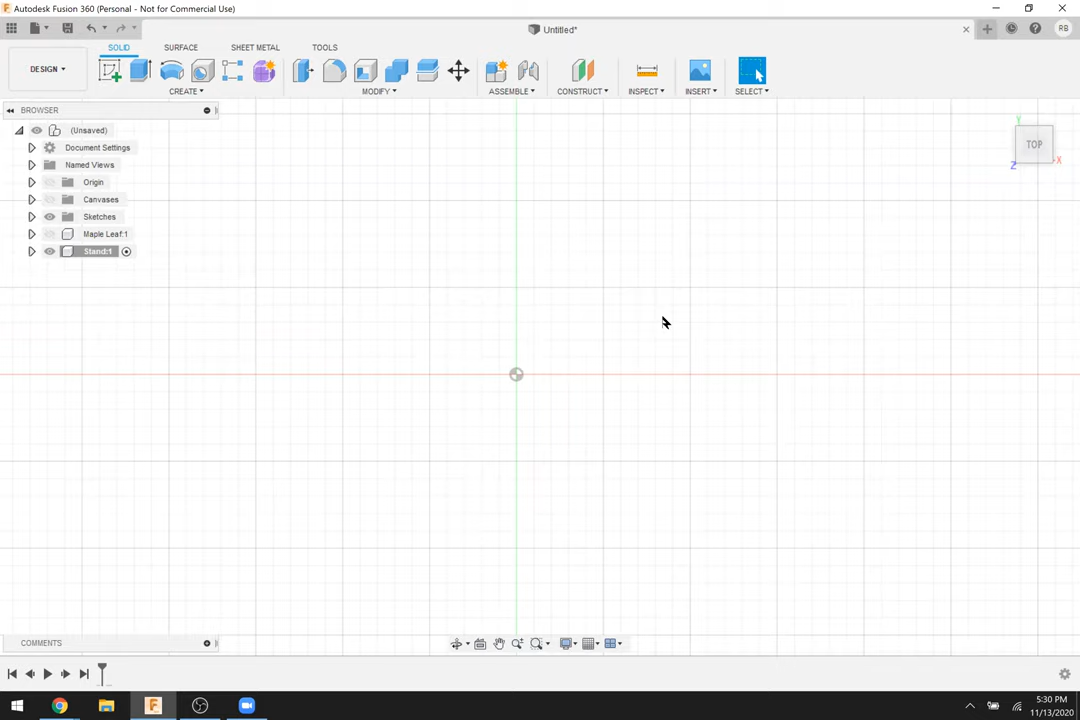 Autodesk Fusion 360 (Personal - Not for Commercial Use)
Untitled*
RB
SOLID SURFACE SHEET METAL TOOLS
DESIGN
CREATE MODIFY ASSEMBLE CONSTRUCT INSPECT INSERT SELECT
BROWSER
(Unsaved)
Document Settings
Named Views
Origin
Canvases
Sketches
Maple Leaf:1
Stand:1
Y
TOP
X
Z
COMMENTS
5:30 PM
11/13/2020